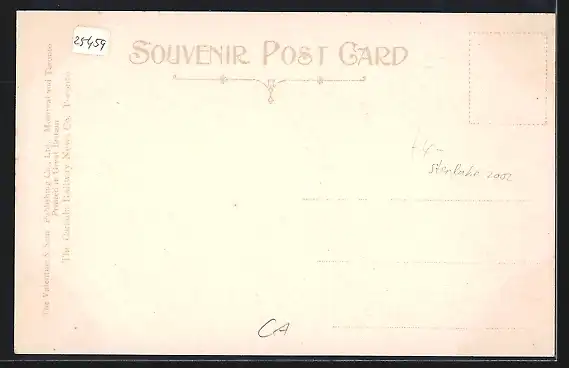 25459
SOUVENIR POST CARD
The Valentine & Sons Publishing Co., Ltd., Montreal and Toronto
Printed in Great Britain
The Canada Railway News Co. Toronto
2002
CA